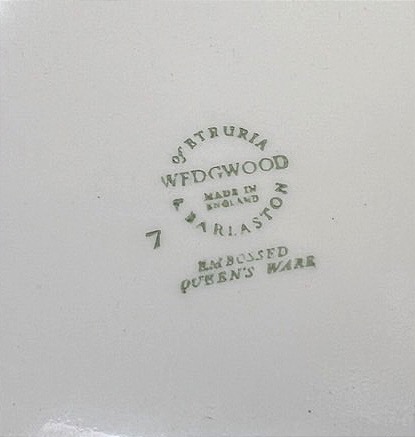 of ETRURIA
WEDGWOOD
MADE IN
ENGLAND
& BARLASTON
7
EMBOSSED
QUEEN'S WARE